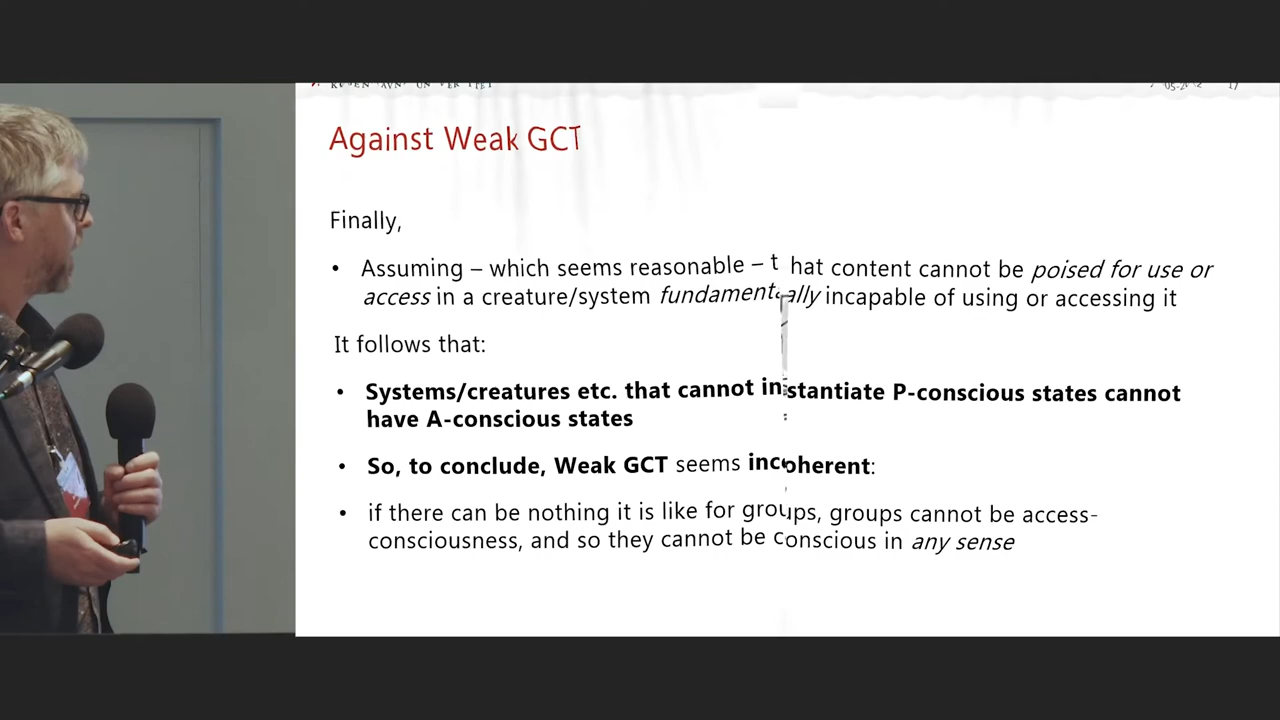 Against Weak GCT
Finally,
• Assuming – which seems reasonable – that content cannot be poised for use or
access in a creature/system fundamentally incapable of using or accessing it
It follows that:
• Systems/creatures etc. that cannot instantiate P-conscious states cannot
have A-conscious states
• So, to conclude, Weak GCT seems incoherent:
• if there can be nothing it is like for groups, groups cannot be access-
consciousness, and so they cannot be conscious in any sense